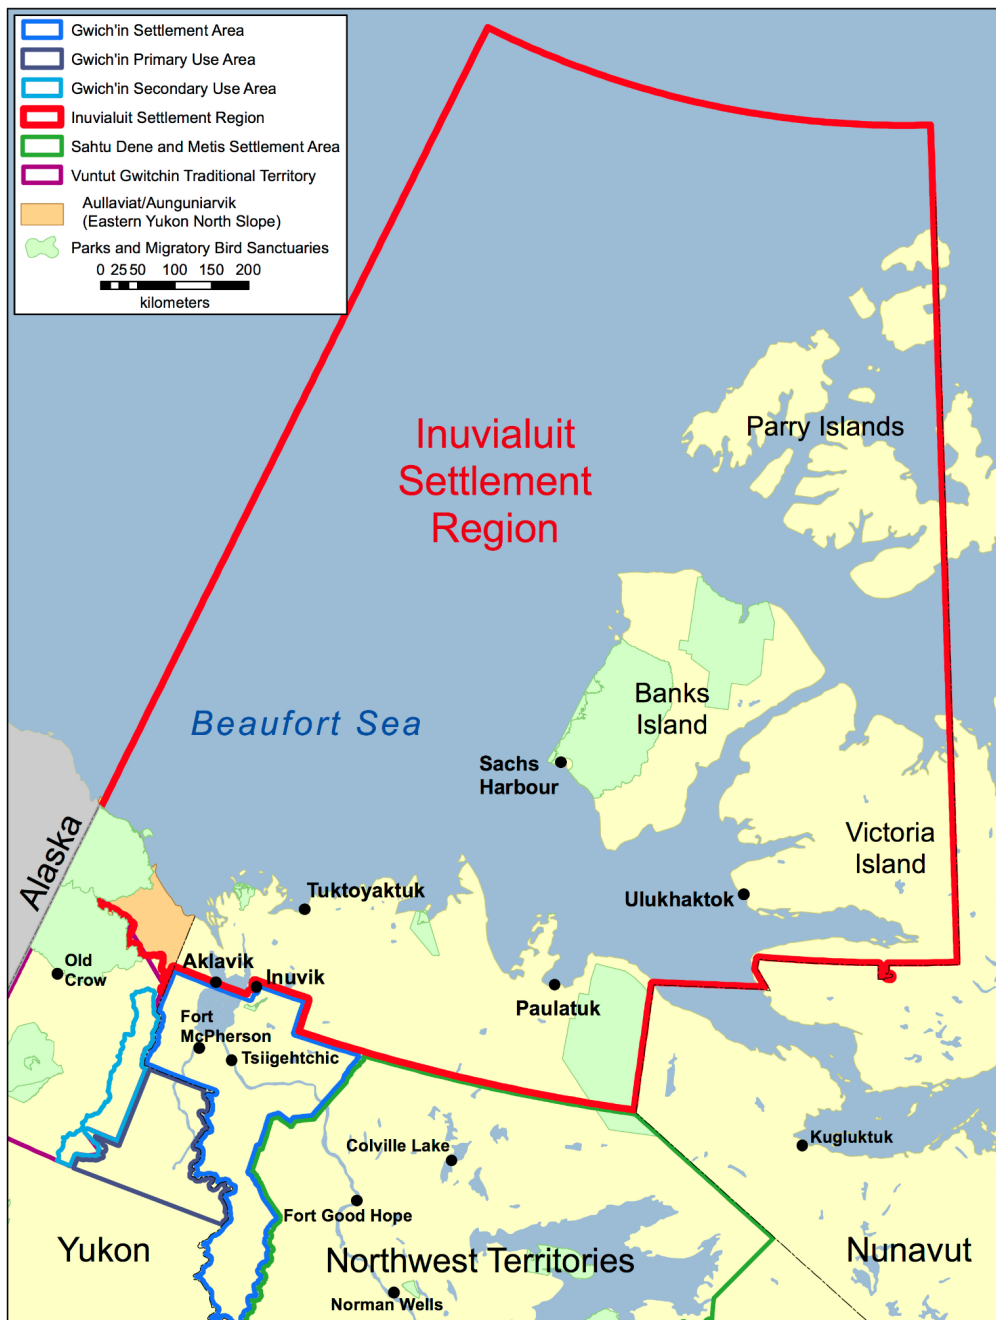 Gwich'in Settlement Area
Gwich'in Primary Use Area
Gwich'in Secondary Use Area
Inuvialuit Settlement Region
Sahtu Dene and Metis Settlement Area
Vuntut Gwitchin Traditional Territory
Aullaviat/Aunguniarvik
(Eastern Yukon North Slope)
Parks and Migratory Bird Sanctuaries
0 25 50 100 150 200
kilometers
Inuvialuit
Settlement
Region
Parry Islands
Banks
Island
Beaufort Sea
Sachs
Harbour
Victoria
Island
Alaska
Tuktoyaktuk
Ulukhaktok
Old
Crow
Aklavik
Inuvik
Paulatuk
Fort
McPherson
Tsiigehtchic
Colville Lake
Kugluktuk
Fort Good Hope
Yukon
Northwest Territories
Nunavut
Norman Wells